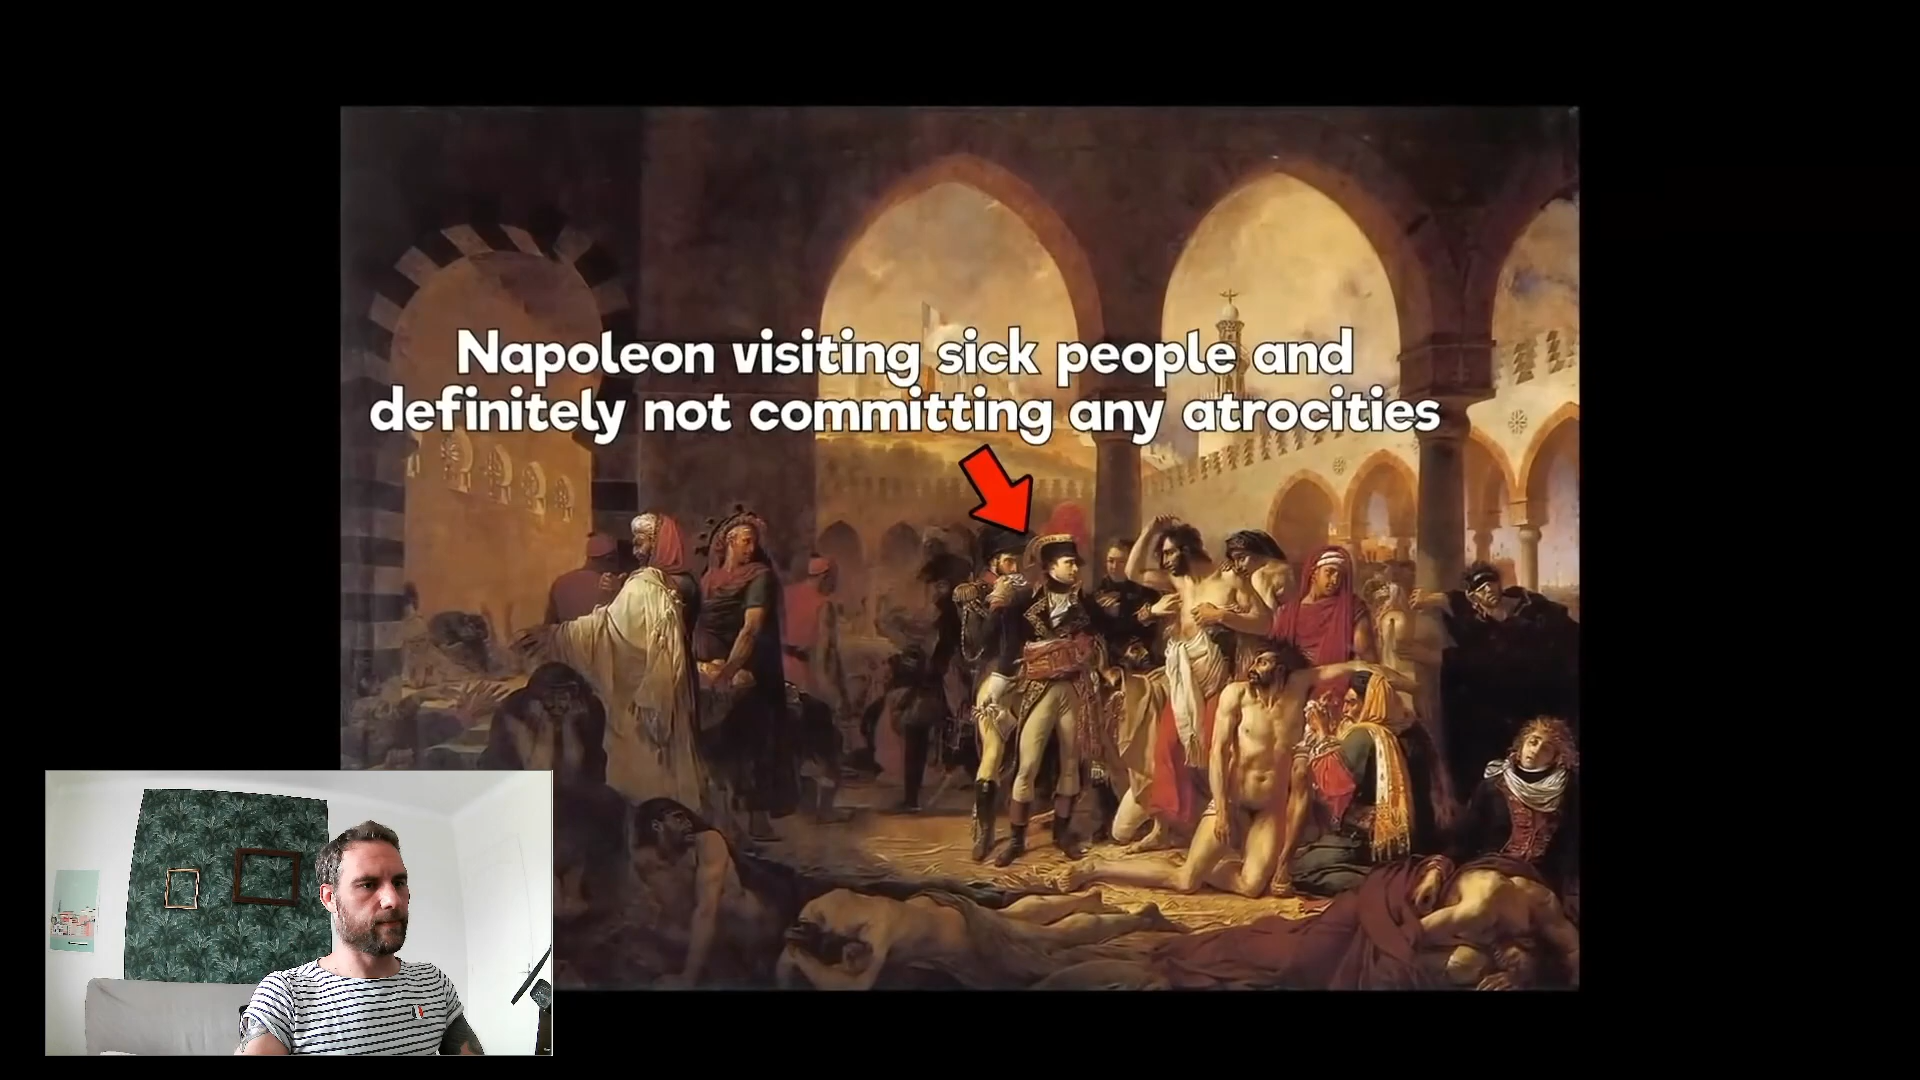 Napoleon visiting sick people and
definitely not committing any atrocities